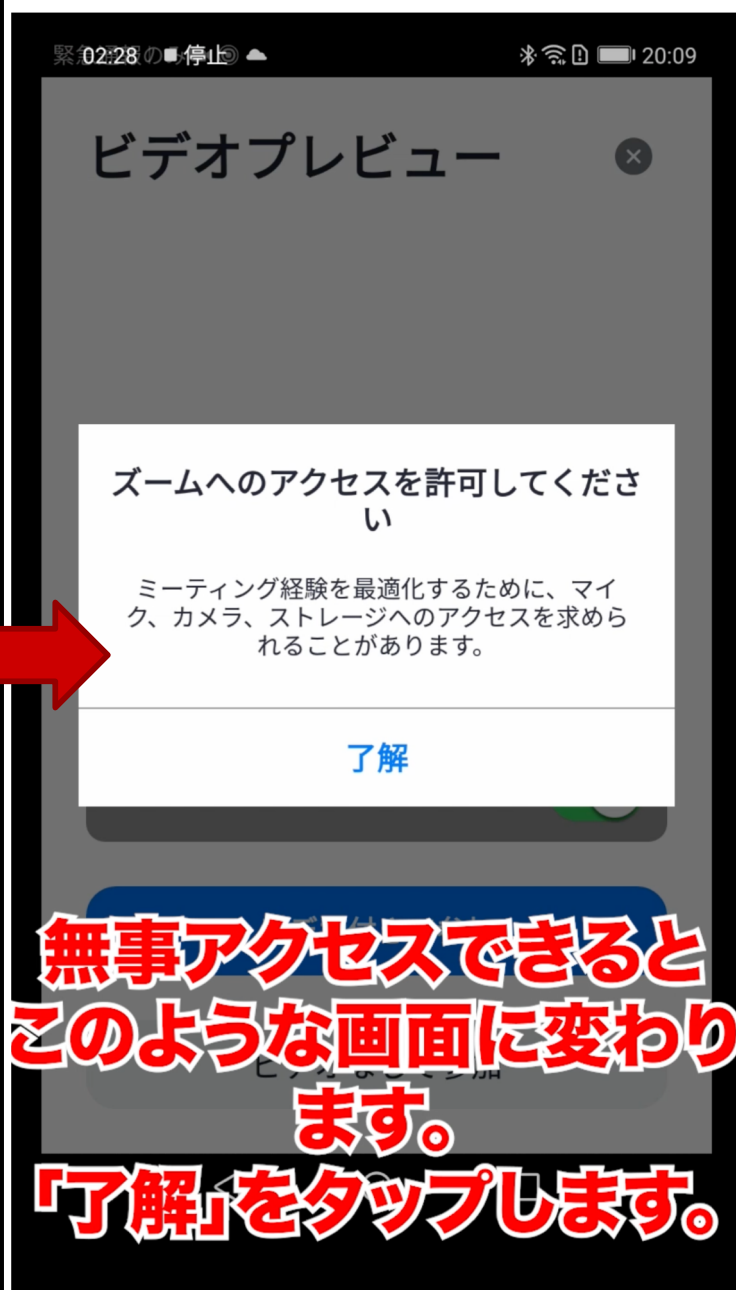 02:28 停止 20:09
ビデオプレビュー
ズームへのアクセスを許可してくださ
い
ミーティング経験を最適化するために、マイ
ク、カメラ、ストレージへのアクセスを求めら
れることがあります。
了解
無事アクセスできると
このような画面に変わり
ます。
「了解」をタップします。